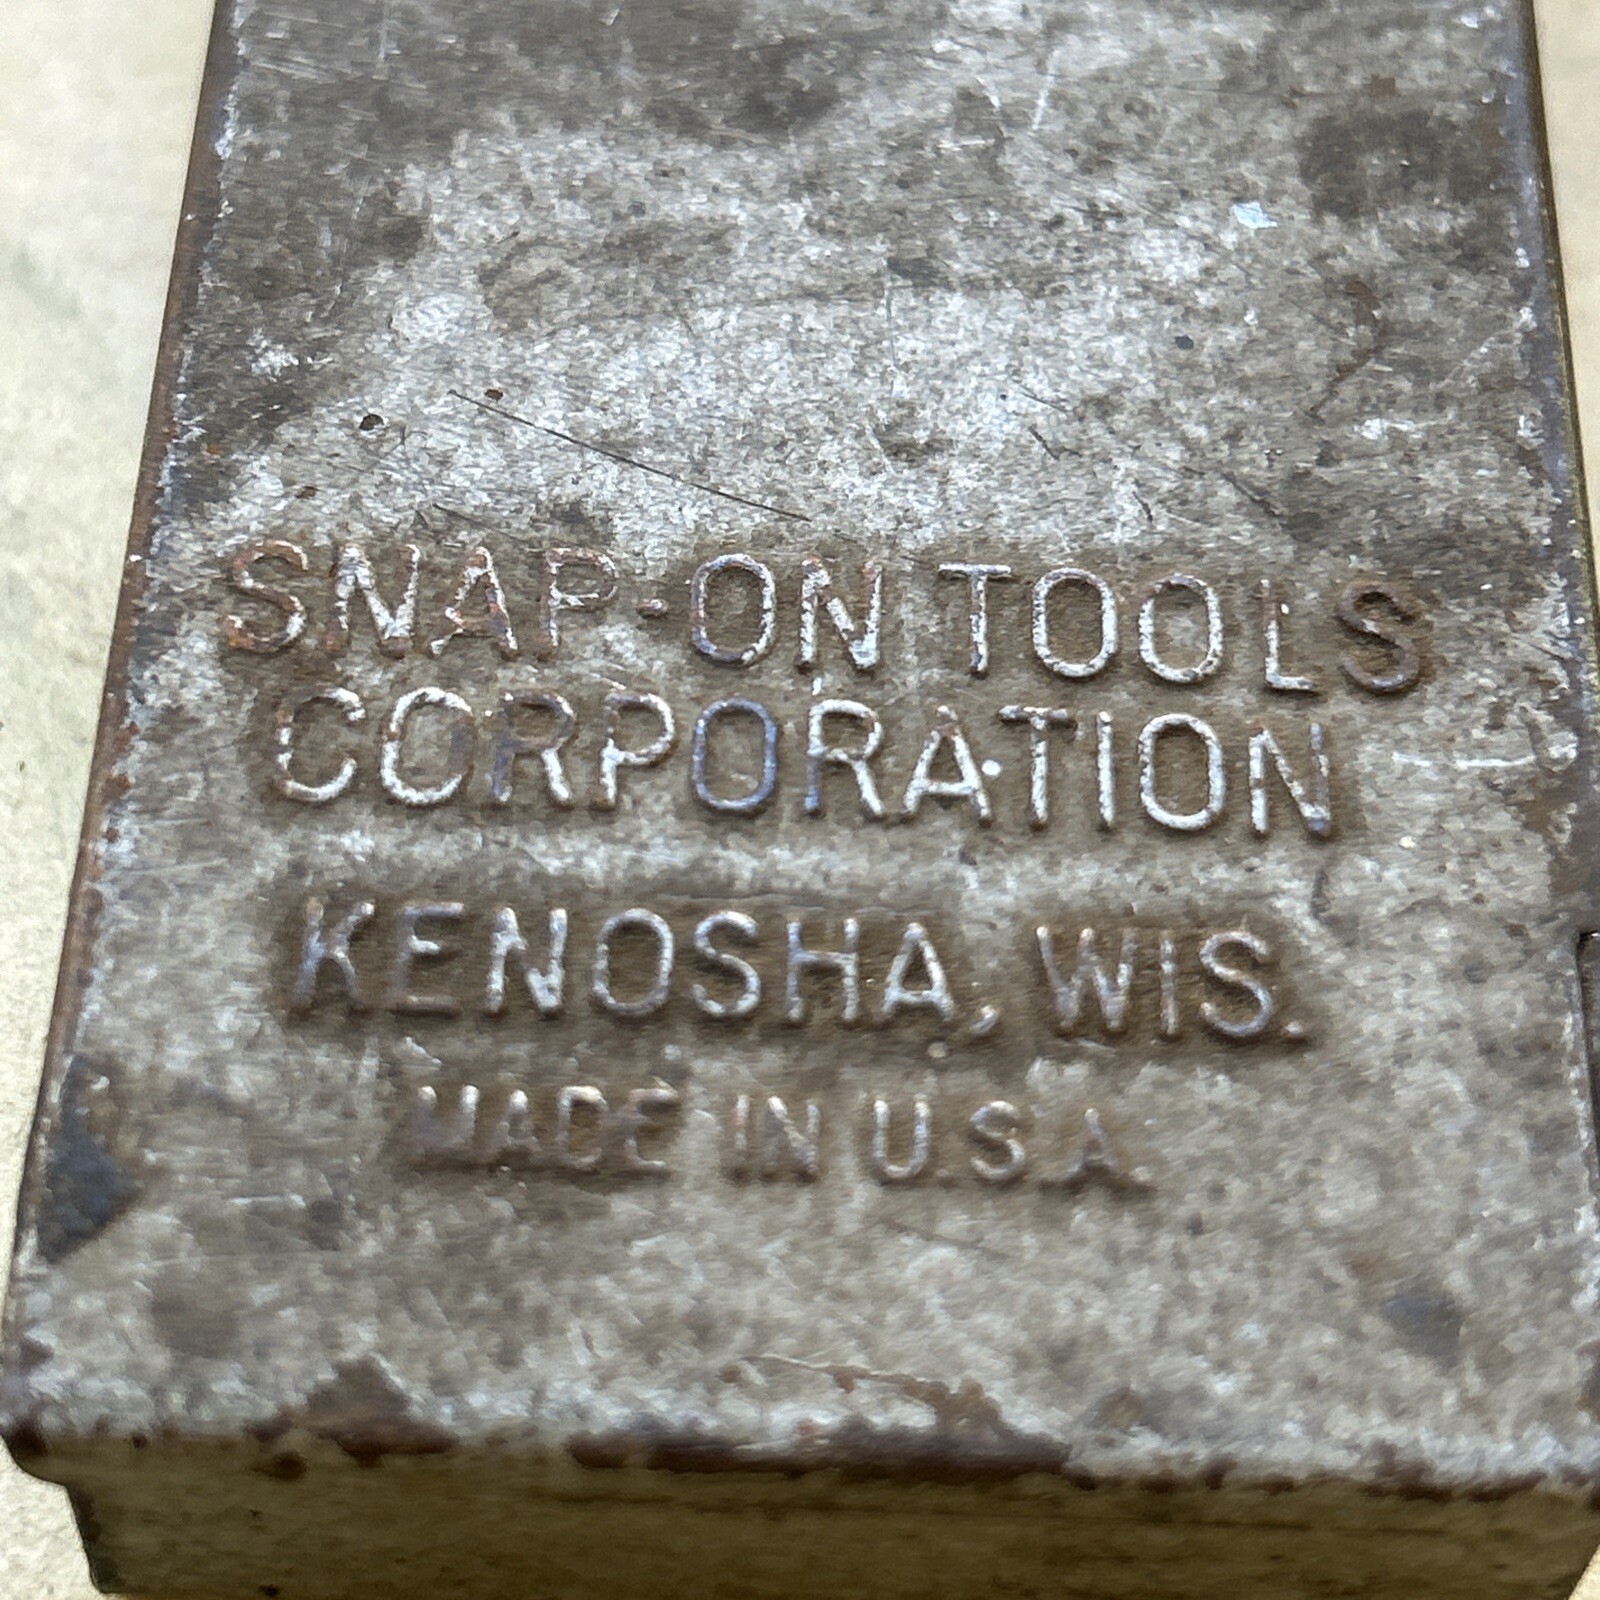 SNAP-ON TOOLS
CORPORATION
KENOSHA, WIS.
MADE IN U.S.A.